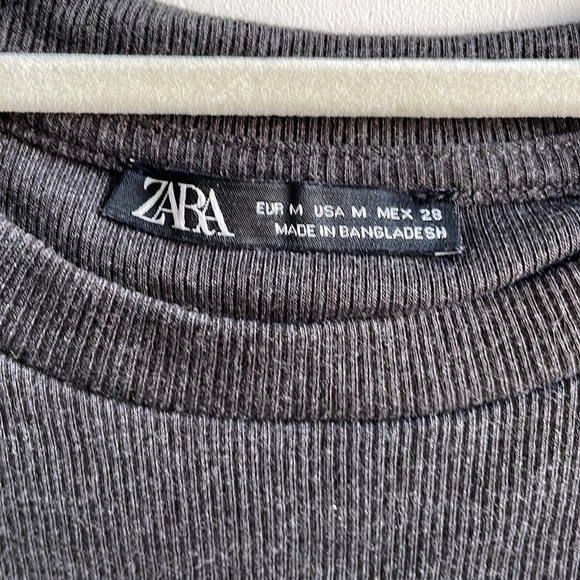 ZARA
EUR M USA M MEX 28
MADE IN BANGLADESH